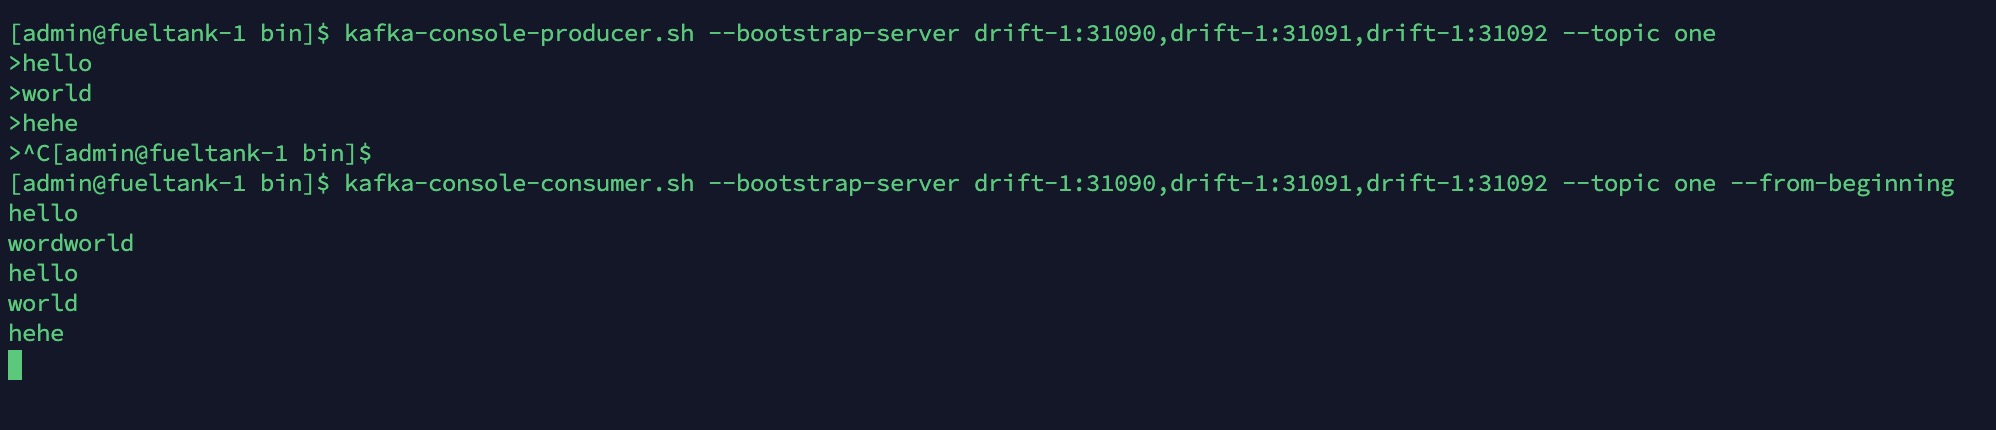 [admin@fueltank-1 bin]$ kafka-console-producer.sh --bootstrap-server drift-1:31090,drift-1:31091,drift-1:31092 --topic one
>hello
>world
>hehe
>^C[admin@fueltank-1 bin]$
[admin@fueltank-1 bin]$ kafka-console-consumer.sh --bootstrap-server drift-1:31090,drift-1:31091,drift-1:31092 --topic one --from-beginning
hello
wordworld
hello
world
hehe